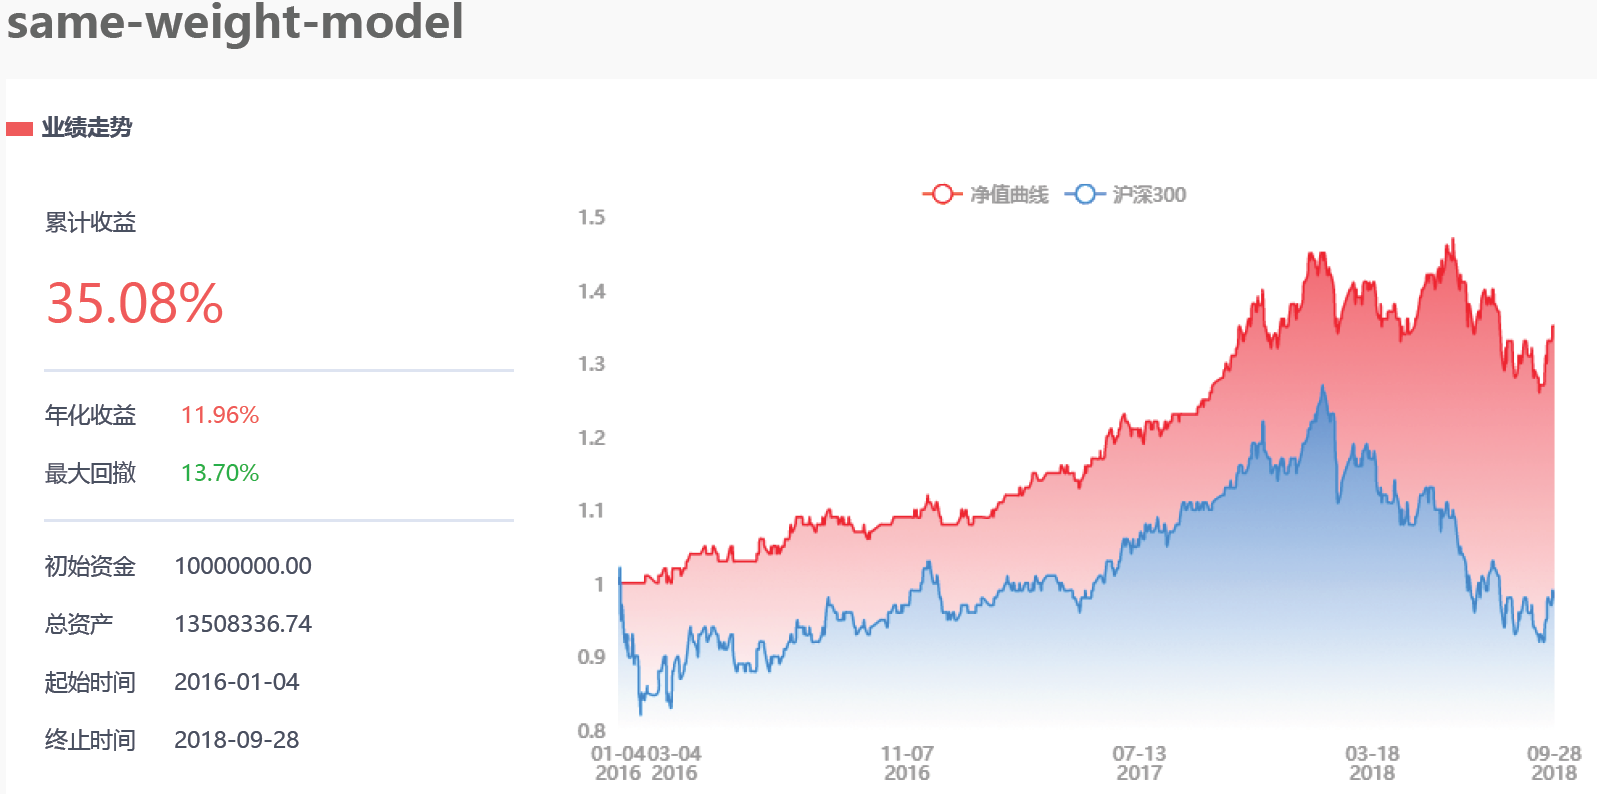 same-weight-model
业绩走势
累计收益
35.08%
年化收益 11.96%
最大回撤 13.70%
初始资金 10000000.00
总资产 13508336.74
起始时间 2016-01-04
终止时间 2018-09-28
净值曲线 沪深300
1.5
1.4
1.3
1.2
1.1
1
0.9
0.8
01-04 03-04 11-07 07-13 03-18 09-28
2016 2016 2016 2017 2018 2018